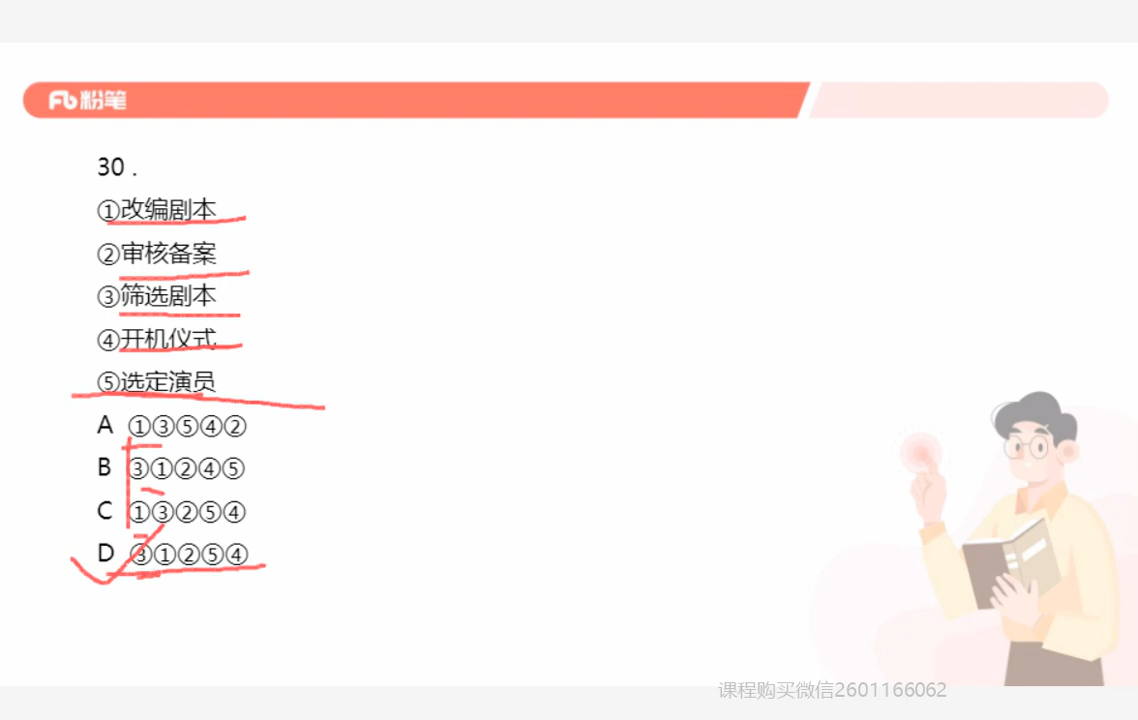 粉笔
30 .
①改编剧本
②审核备案
③筛选剧本
④开机仪式
⑤选定演员
A ①③⑤④②
B ③①②④⑤
C ①③②⑤④
D ③①②⑤④
课程购买微信2601166062